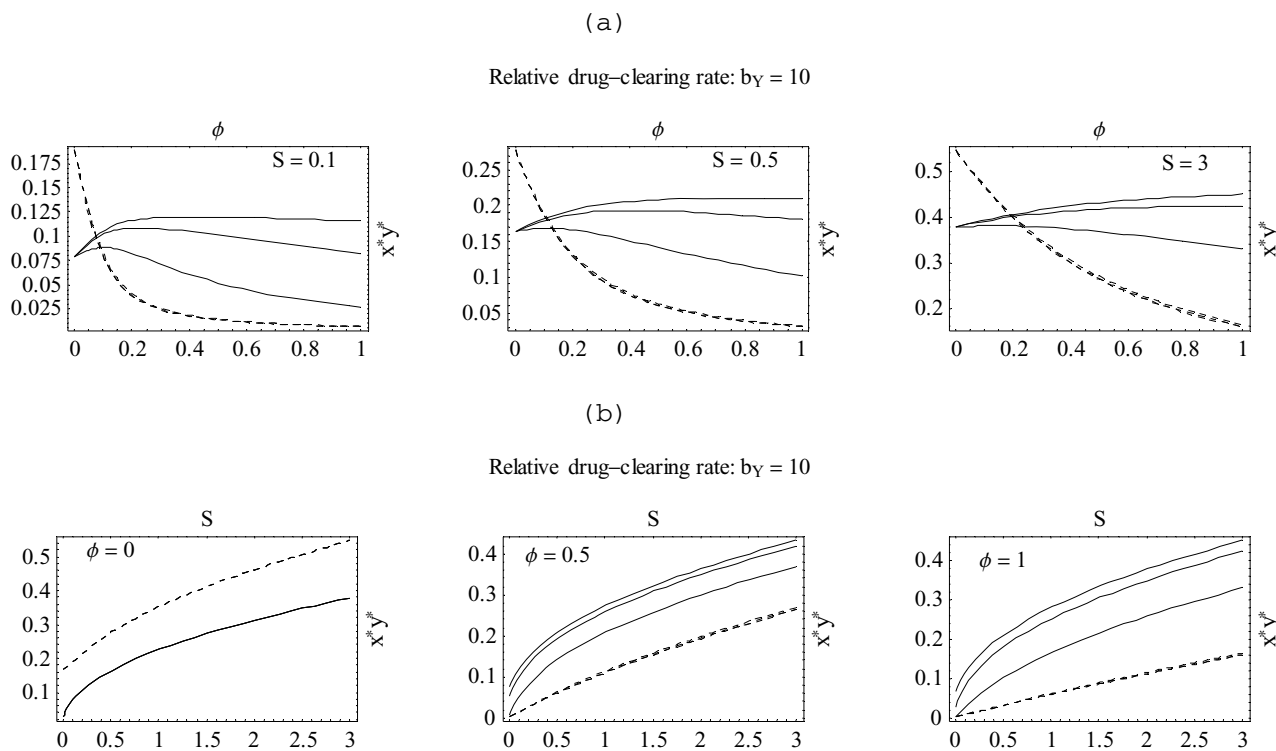 (a)
Relative drug–clearing rate: bY = 10
ϕ
ϕ
ϕ
S = 0.1
S = 0.5
S = 3
0.175
0.15
0.125
0.1
0.075
0.05
0.025
0.25
0.2
0.15
0.1
0.05
0.5
0.4
0.3
0.2
x*y*
x*y*
x*y*
0 0.2 0.4 0.6 0.8 1
0 0.2 0.4 0.6 0.8 1
0 0.2 0.4 0.6 0.8 1
(b)
Relative drug–clearing rate: bY = 10
S
S
S
ϕ = 0
ϕ = 0.5
ϕ = 1
0.5
0.4
0.3
0.2
0.1
0.4
0.3
0.2
0.1
0
0.4
0.3
0.2
0.1
0
x*y*
x*y*
x*y*
0 0.5 1 1.5 2 2.5 3
0 0.5 1 1.5 2 2.5 3
0 0.5 1 1.5 2 2.5 3